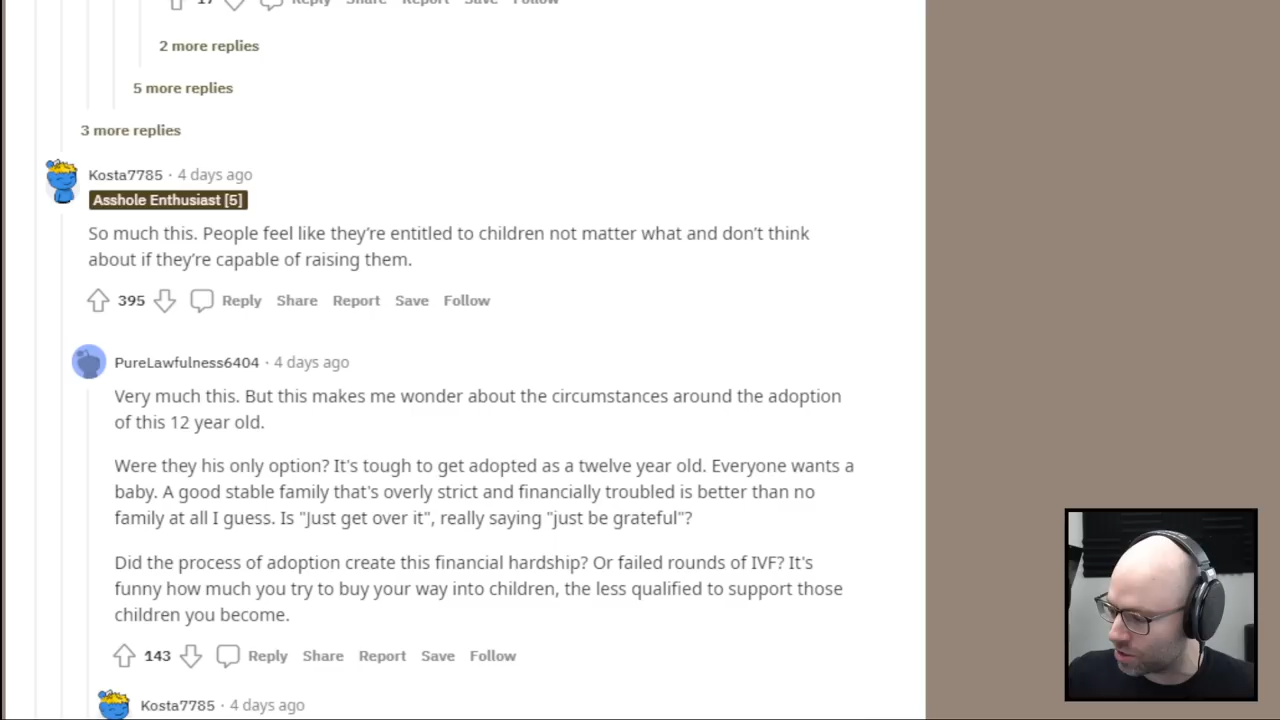 17 Reply Share Report Save Follow
2 more replies
5 more replies
3 more replies
Kosta7785 · 4 days ago
Asshole Enthusiast [5]
So much this. People feel like they're entitled to children not matter what and don't think
about if they're capable of raising them.
395 Reply Share Report Save Follow
PureLawfulness6404 · 4 days ago
Very much this. But this makes me wonder about the circumstances around the adoption
of this 12 year old.
Were they his only option? It's tough to get adopted as a twelve year old. Everyone wants a
baby. A good stable family that's overly strict and financially troubled is better than no
family at all I guess. Is "Just get over it", really saying "just be grateful"?
Did the process of adoption create this financial hardship? Or failed rounds of IVF? It's
funny how much you try to buy your way into children, the less qualified to support those
children you become.
143 Reply Share Report Save Follow
Kosta7785 · 4 days ago